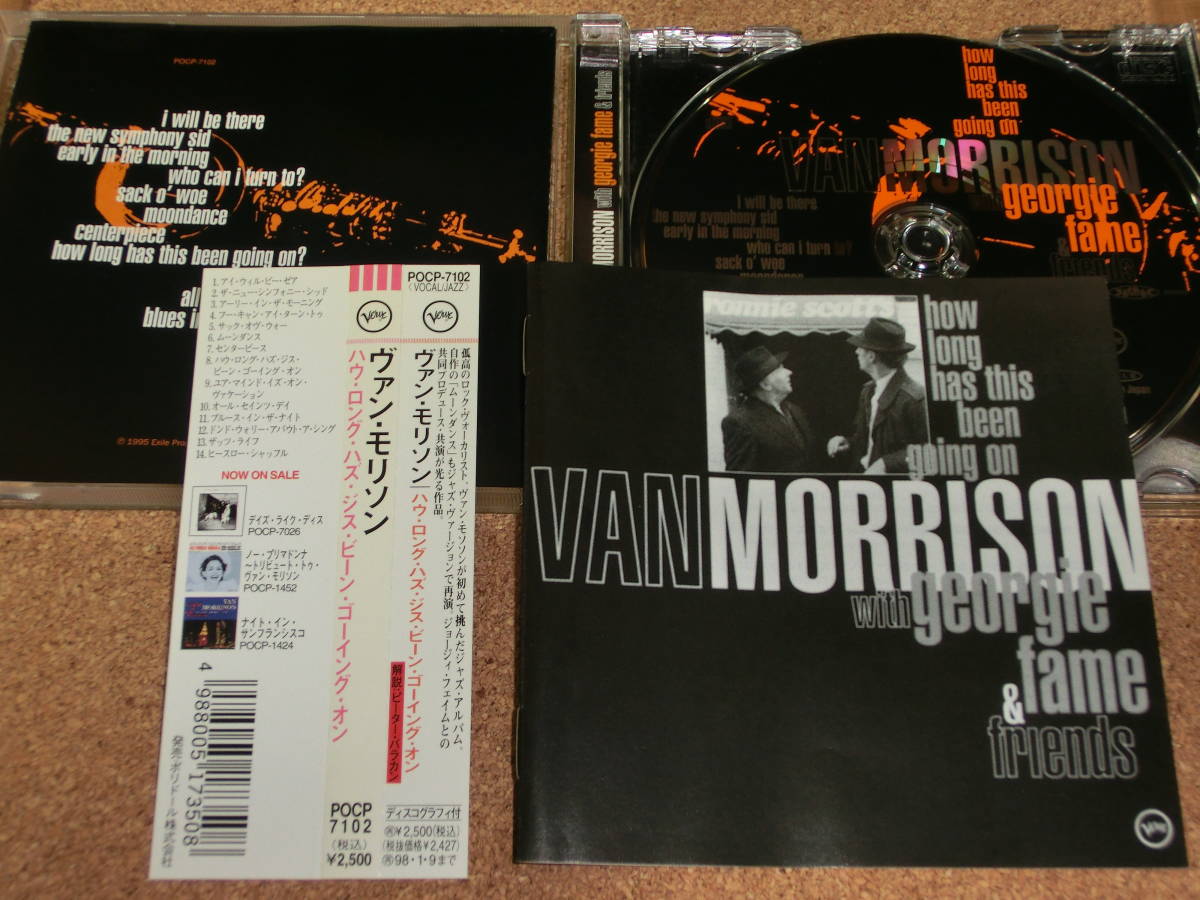 POCP-7102
i will be there
the new symphony sid
early in the morning
who can i turn to?
sack o' woe
moondance
centerpiece
how long has this been going on?
all
blues in
© 1995 Exile Pro
MORRISON with georgie fame & friends
how
long
has this
been
going on
VAN MORRISON
georgie
fame
&
friends
i will be there
the new symphony sid
early in the morning
who can i turn to?
sack o' woe
moondance
Japan
1.アイ・ウィル・ビー・ゼア
2.ザ・ニュー・シンフォニー・シッド
3.アーリー・イン・ザ・モーニング
4.フー・キャン・アイ・ターン・トゥ
5.サック・オヴ・ウォー
6.ムーンダンス
7.センターピース
8.ハウ・ロング・ハズ・ジス・
ビーン・ゴーイング・オン
9.ユア・マインド・イズ・オン・
ヴァケーション
10.オール・セインツ・デイ
11.ブルース・イン・ザ・ナイト
12.ドンド・ウォリー・アバウト・ア・シング
13.ザッツ・ライフ
14.ヒースロー・シャッフル
NOW ON SALE
デイズ・ライク・ディス
POCP-7026
ノー・プリマドンナ
~トリビュート・トゥ・
ヴァン・モリソン
POCP-1452
ナイト・イン・
サンフランシスコ
POCP-1424
4 988005 173508
発売・ポリドール株式会社
Verve
ヴァン・モリソン
ハウ・ロング・ハズ・ジス・ビーン・ゴーイング・オン
POCP
7102
(税込)
¥2,500
POCP-7102
〈VOCAL/JAZZ〉
Verve
ヴァン・モリソン/ハウ・ロング・ハズ・ジス・ビーン・ゴーイング・オン
孤高のロック・ヴォーカリスト、ヴァン・モソソンが初めて挑んだジャズ・アルバム。
自作の「ムーンダンス」もジャズ・ヴァージョンで再演。ジョージィ・フェイムとの
共同プロデュース・共演が光る作品。
解説・ピーター・バラカン
ディスコグラフィ付
㊢¥2,500(税込)
(税抜価格¥2,427)
㊢98・1・9まで
ronnie scott's
how
long
has this
been
going on
VAN MORRISON
with georgie
fame
&
friends
Verve